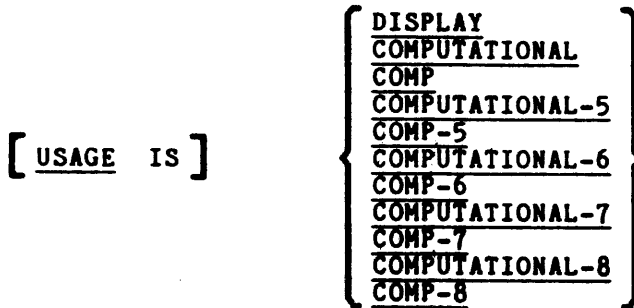 DISPLAY
COMPUTATIONAL
COMP
COMPUTATIONAL-5
COMP-5
[ USAGE IS ] COMPUTATIONAL-6
COMP-6
COMPUTATIONAL-7
COMP-7
COMPUTATIONAL-8
COMP-8